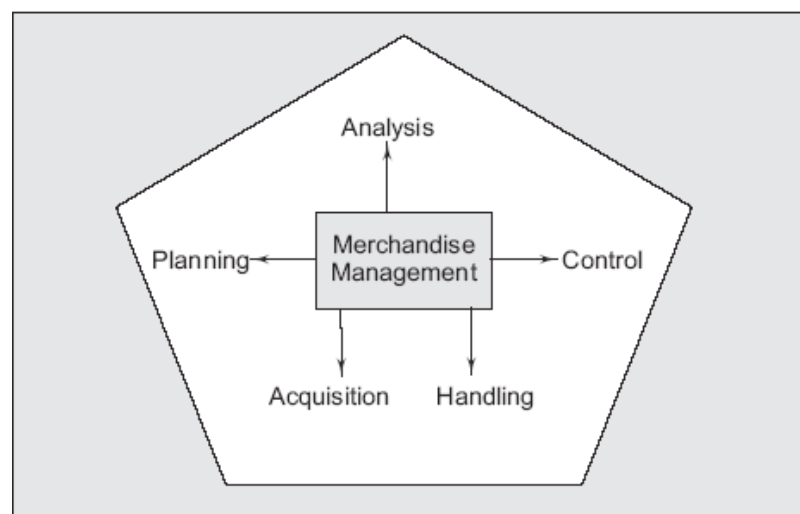 Analysis
Merchandise
Management
Planning
Control
Acquisition
Handling